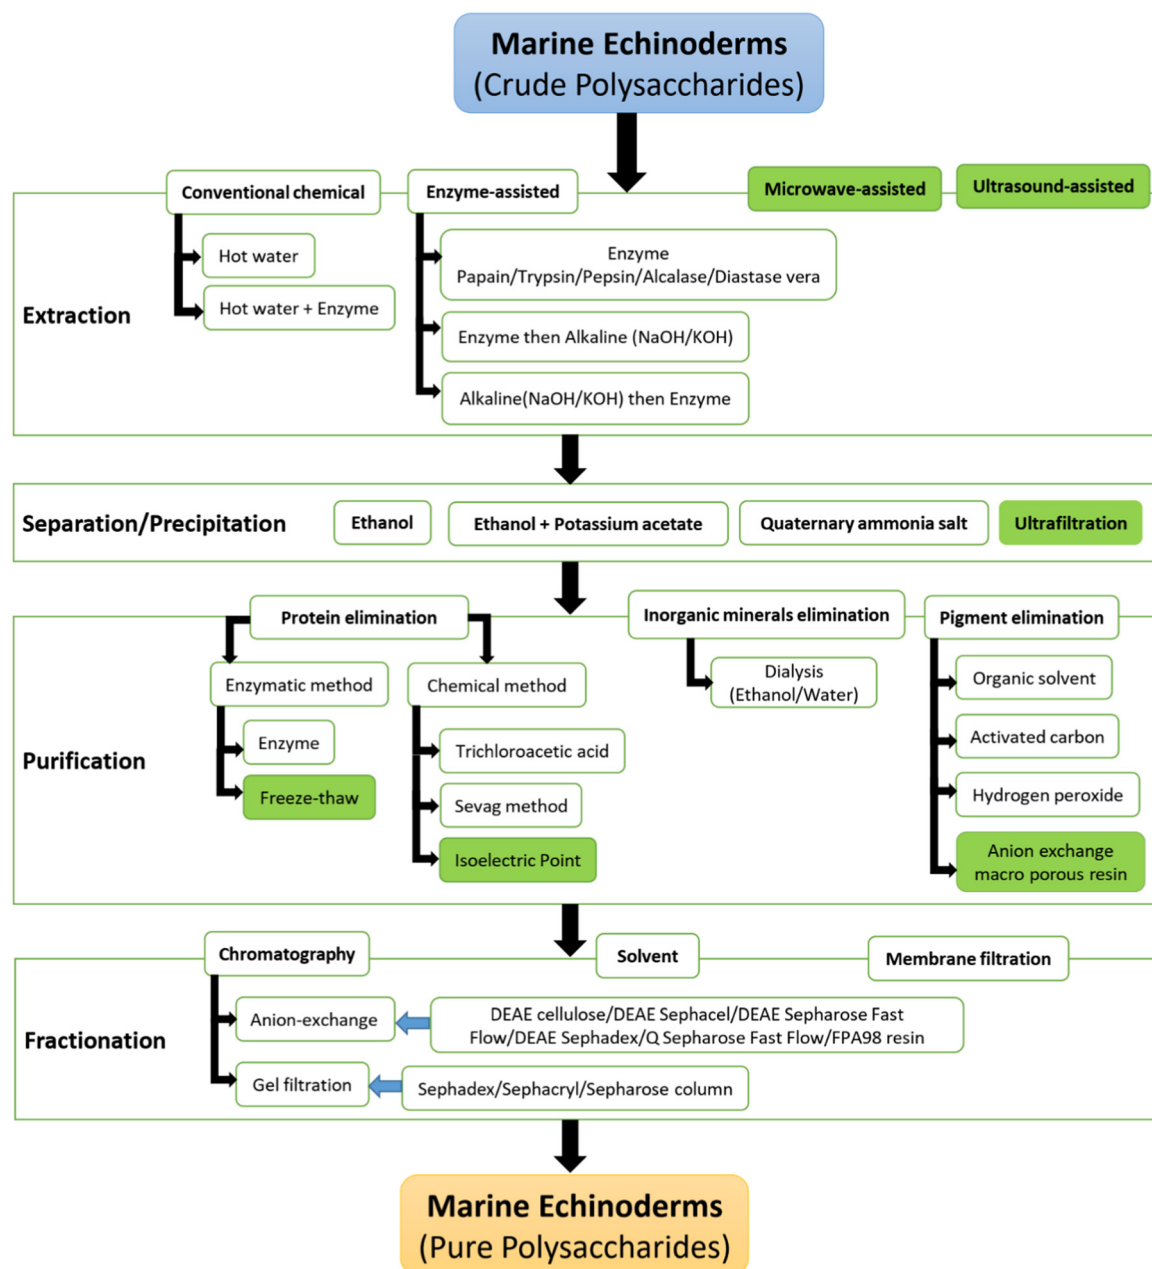 Marine Echinoderms
(Crude Polysaccharides)
Conventional chemical
Enzyme-assisted
Microwave-assisted
Ultrasound-assisted
Extraction
Hot water
Hot water + Enzyme
Enzyme
Papain/Trypsin/Pepsin/Alcalase/Diastase vera
Enzyme then Alkaline (NaOH/KOH)
Alkaline(NaOH/KOH) then Enzyme
Separation/Precipitation
Ethanol
Ethanol + Potassium acetate
Quaternary ammonia salt
Ultrafiltration
Purification
Protein elimination
Enzymatic method
Enzyme
Freeze-thaw
Chemical method
Trichloroacetic acid
Sevag method
Isoelectric Point
Inorganic minerals elimination
Dialysis
(Ethanol/Water)
Pigment elimination
Organic solvent
Activated carbon
Hydrogen peroxide
Anion exchange
macro porous resin
Fractionation
Chromatography
Solvent
Membrane filtration
Anion-exchange
DEAE cellulose/DEAE Sephacel/DEAE Sepharose Fast
Flow/DEAE Sephadex/Q Sepharose Fast Flow/FPA98 resin
Gel filtration
Sephadex/Sephacryl/Sepharose column
Marine Echinoderms
(Pure Polysaccharides)